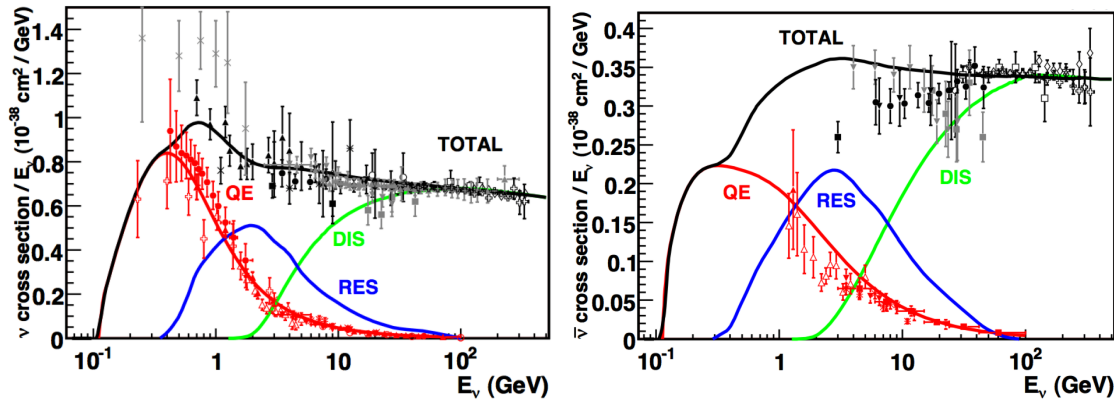 ν cross section / Eν (10⁻³⁸ cm² / GeV)
1.4
1.2
1
0.8
0.6
0.4
0.2
0
TOTAL
QE
DIS
RES
10⁻¹
1
10
10²
Eν (GeV)
ν̄ cross section / Eν (10⁻³⁸ cm² / GeV)
0.4
0.35
0.3
0.25
0.2
0.15
0.1
0.05
0
TOTAL
QE
RES
DIS
10⁻¹
1
10
10²
Eν (GeV)